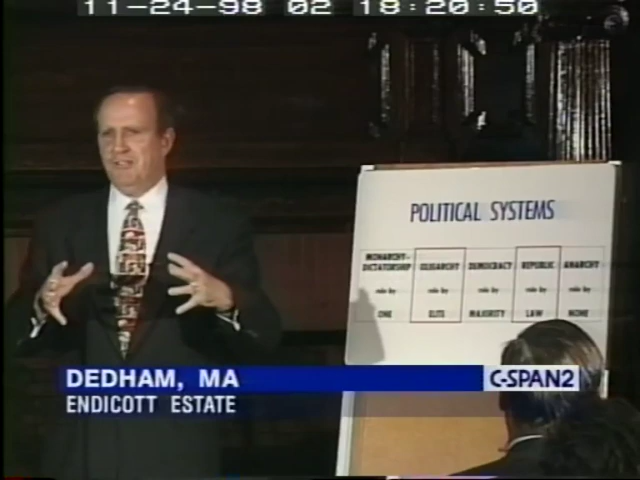 11-24-98 02 18:20:50
POLITICAL SYSTEMS
MONARCHY- OLIGARCHY DEMOCRACY REPUBLIC ANARCHY
DICTATORSHIP
rule by rule by rule by rule by rule by
ONE ELITE MAJORITY LAW NONE
DEDHAM, MA
C-SPAN2
ENDICOTT ESTATE